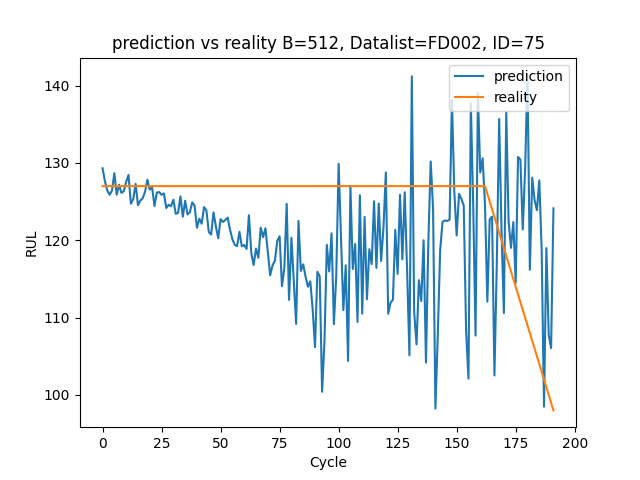 prediction vs reality B=512, Datalist=FD002, ID=75
prediction
reality
140
130
120
110
100
RUL
0 25 50 75 100 125 150 175 200
Cycle